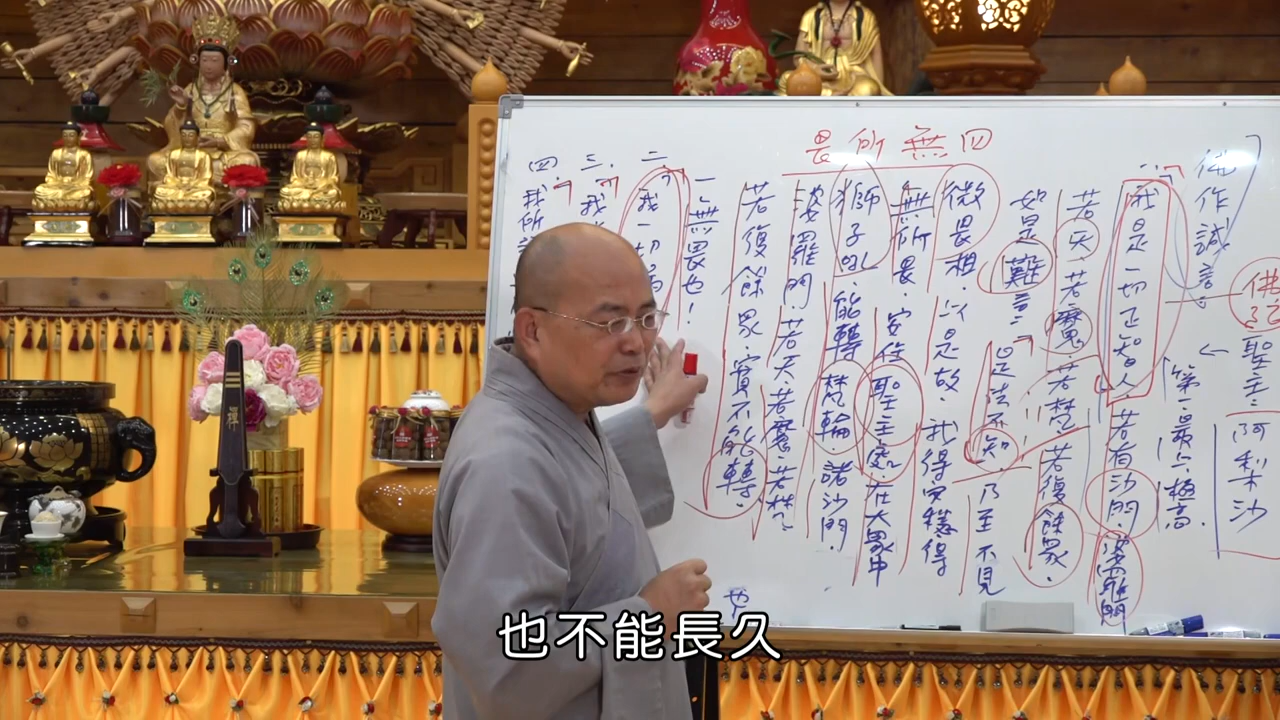 四無所畏
佛作誠言：
我是一切正智人．若有沙門．婆羅門
若天．若魔．若梵．若復餘眾．
如是難言：是法不知．乃至不見
微畏相．以是故．我得安穩得
無所畏．安住聖主處．在大眾中
獅子吼．能轉梵輪．諸沙門．
婆羅門．若天．若魔．若梵
若復餘眾．實不能轉．
一無畏也！
二．我一切
三．我
四．我所
佛
聖主：阿梨沙
第一．最上．極高
也不能長久